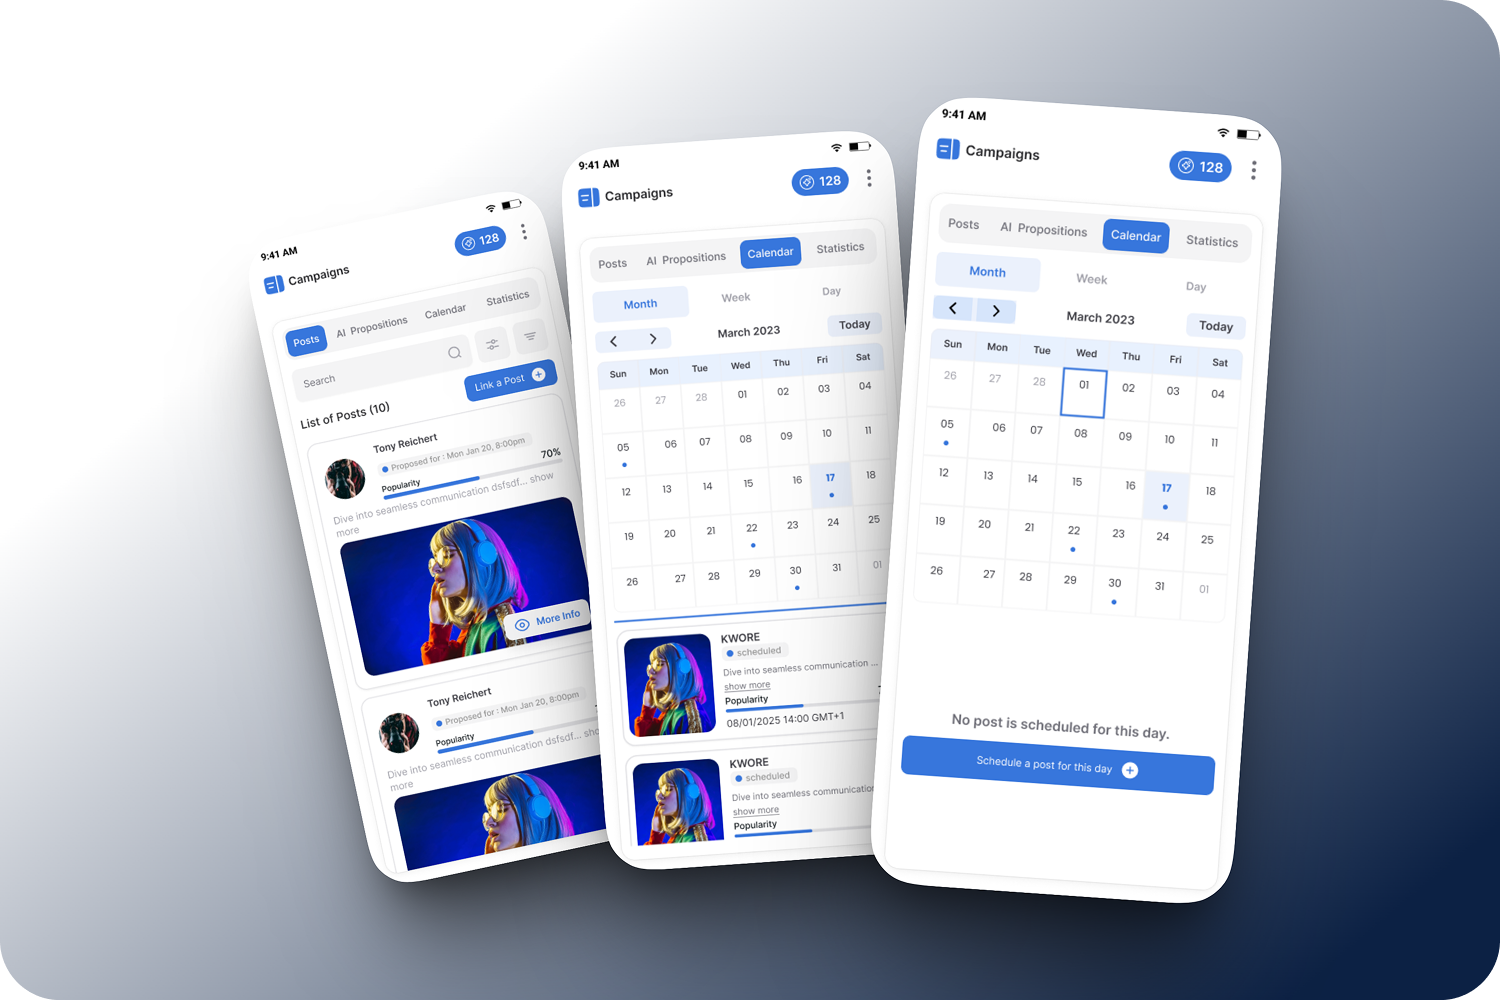 9:41 AM
Campaigns
128
Posts AI Propositions Calendar Statistics
Search
Link a Post
List of Posts (10)
Tony Reichert
Proposed for : Mon Jan 20, 8:00pm
Popularity 70%
Dive into seamless communication dsfsdf... show
more
More Info
Tony Reichert
Proposed for : Mon Jan 20, 8:00pm
Popularity
Dive into seamless communication dsfsdf...
more
9:41 AM
Campaigns
128
Posts AI Propositions Calendar Statistics
Month Week Day
March 2023 Today
Sun Mon Tue Wed Thu Fri Sat
26 27 28 01 02 03 04
05 06 07 08 09 10 11
12 13 14 15 16 17 18
19 20 21 22 23 24 25
26 27 28 29 30 31 01
KWORE
scheduled
Dive into seamless communication ...
show more
Popularity
08/01/2025 14:00 GMT+1
KWORE
scheduled
Dive into seamless communication
show more
Popularity
9:41 AM
Campaigns
128
Posts AI Propositions Calendar Statistics
Month Week Day
March 2023 Today
Sun Mon Tue Wed Thu Fri Sat
26 27 28 01 02 03 04
05 06 07 08 09 10 11
12 13 14 15 16 17 18
19 20 21 22 23 24 25
26 27 28 29 30 31 01
No post is scheduled for this day.
Schedule a post for this day